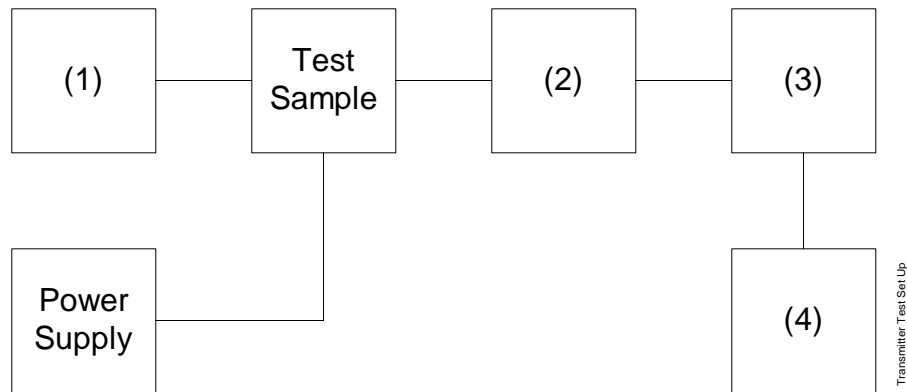 (1)
Test
Sample
(2)
(3)
Power
Supply
(4)
Transmitter Test Set Up